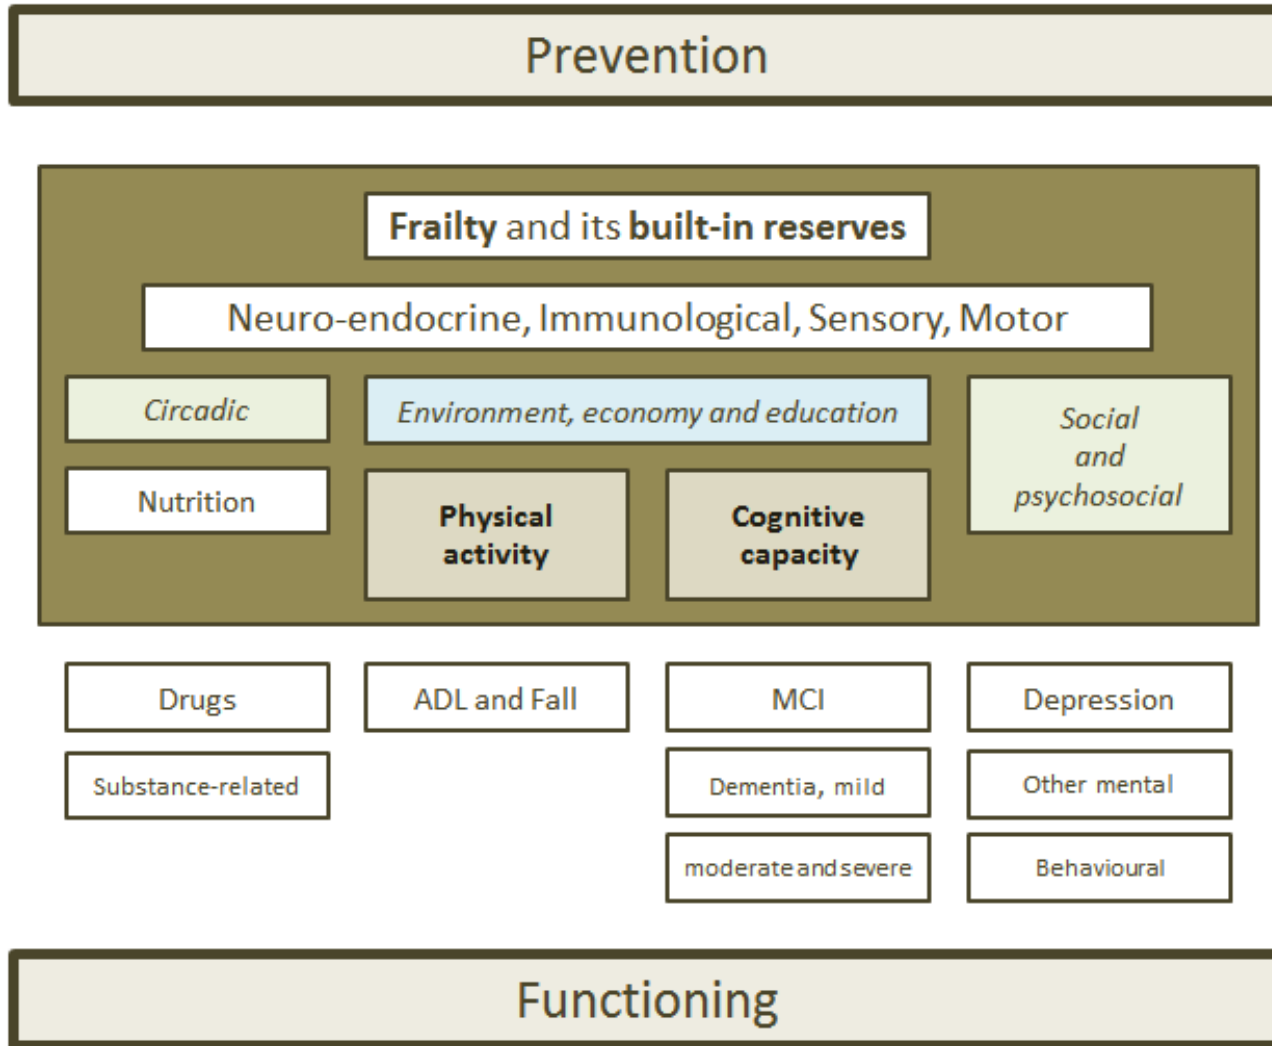 Prevention
Frailty and its built-in reserves
Neuro-endocrine, Immunological, Sensory, Motor
Circadic
Environment, economy and education
Social
and
psychosocial
Nutrition
Physical
activity
Cognitive
capacity
Drugs
ADL and Fall
MCI
Depression
Substance-related
Dementia, mild
Other mental
moderate and severe
Behavioural
Functioning